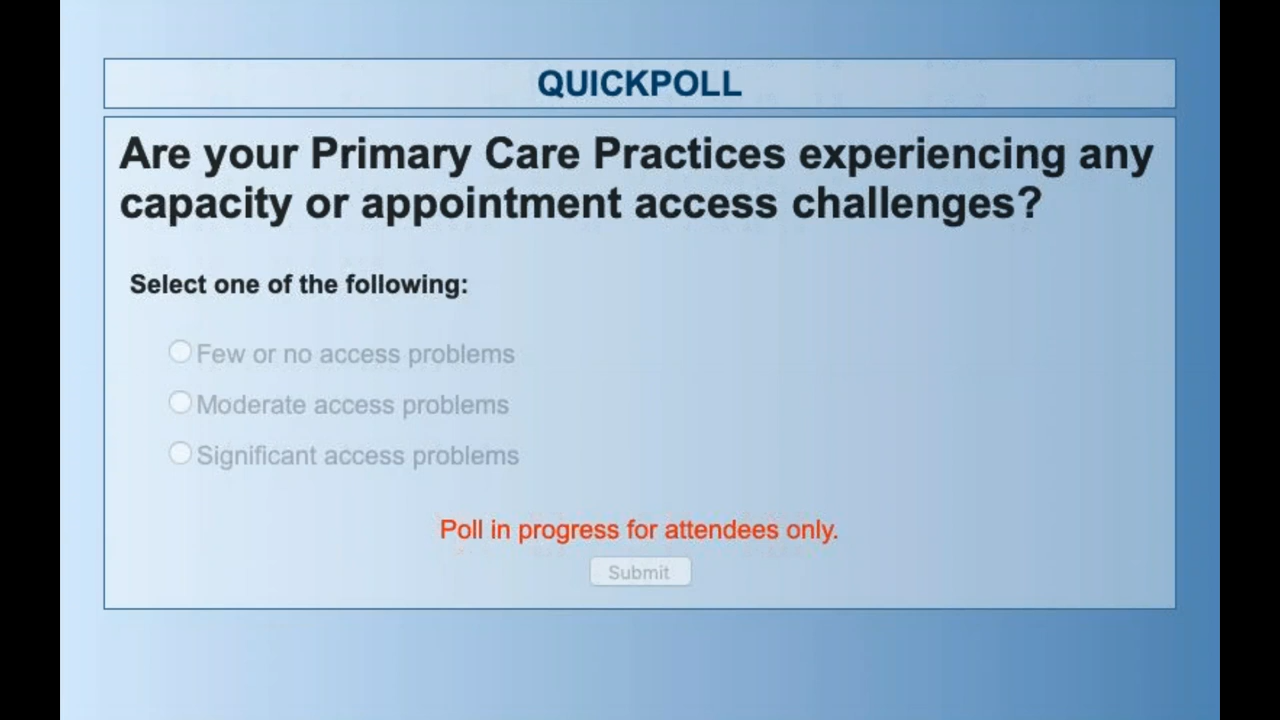 QUICKPOLL
Are your Primary Care Practices experiencing any
capacity or appointment access challenges?
Select one of the following:
Few or no access problems
Moderate access problems
Significant access problems
Poll in progress for attendees only.
Submit